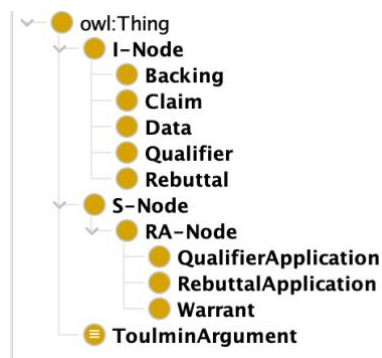 owl:Thing
I-Node
Backing
Claim
Data
Qualifier
Rebuttal
S-Node
RA-Node
QualifierApplication
RebuttalApplication
Warrant
ToulminArgument